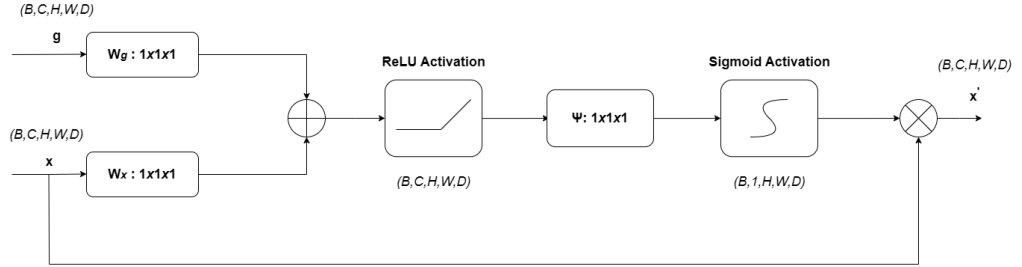 (B,C,H,W,D)
g
Wg : 1x1x1
ReLU Activation
Sigmoid Activation
(B,C,H,W,D)
x'
Ψ: 1x1x1
(B,C,H,W,D)
x
Wx : 1x1x1
(B,C,H,W,D)
(B,1,H,W,D)